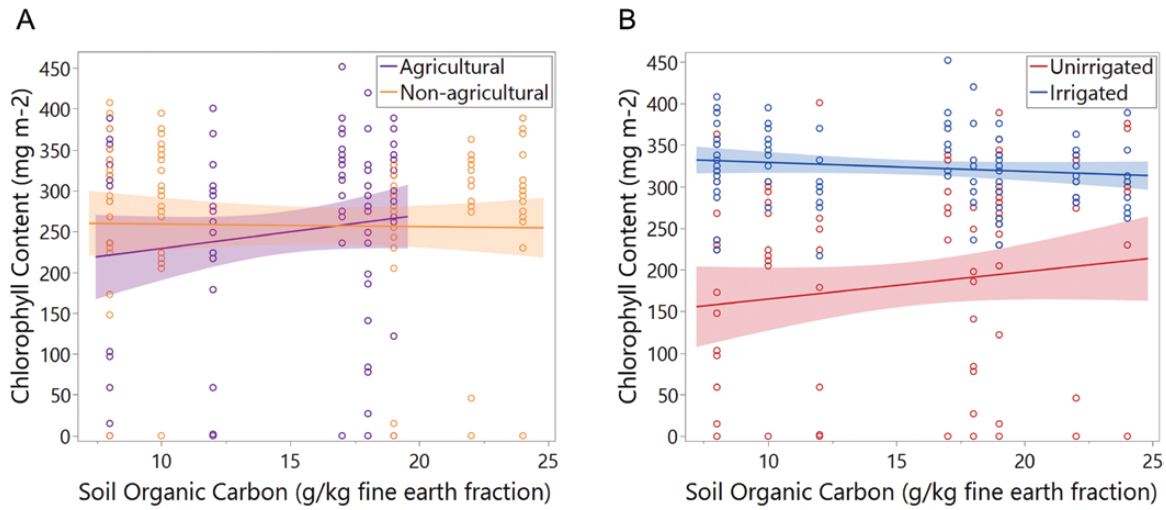 A
Chlorophyll Content (mg m-2)
450
400
350
300
250
200
150
100
50
0
Agricultural
Non-agricultural
10
15
20
25
Soil Organic Carbon (g/kg fine earth fraction)
B
Chlorophyll Content (mg m-2)
450
400
350
300
250
200
150
100
50
0
Unirrigated
Irrigated
10
15
20
25
Soil Organic Carbon (g/kg fine earth fraction)